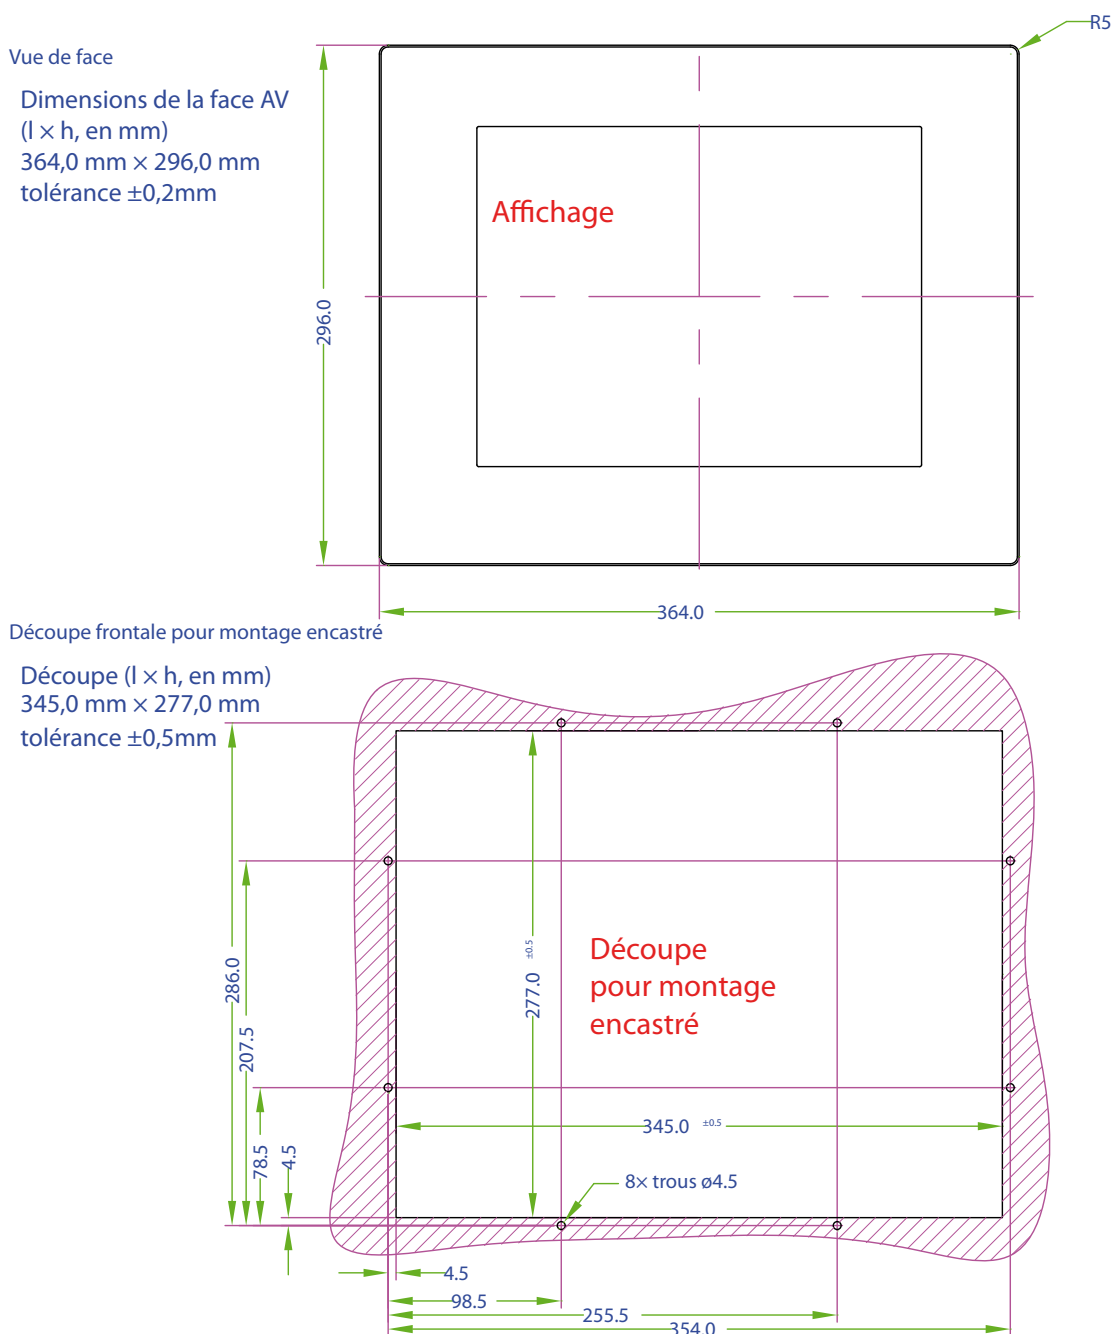 R5
Vue de face
Dimensions de la face AV
(l × h, en mm)
364,0 mm × 296,0 mm
tolérance ±0,2mm
Affichage
296.0
364.0
Découpe frontale pour montage encastré
Découpe (l × h, en mm)
345,0 mm × 277,0 mm
tolérance ±0,5mm
286.0
207.5
78.5
4.5
277.0 ±0.5
Découpe
pour montage
encastré
345.0 ±0.5
8× trous ø4.5
4.5
98.5
255.5
354.0